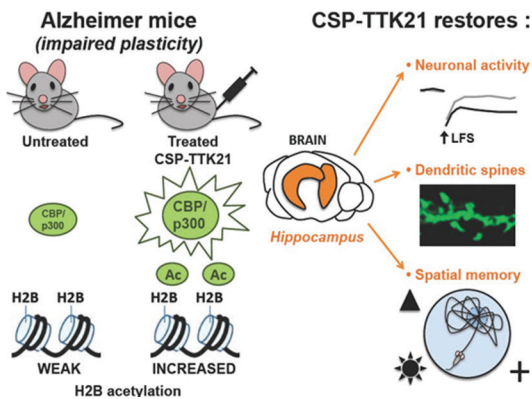 Alzheimer mice
(impaired plasticity)
Untreated
Treated
CSP-TTK21
CBP/
p300
CBP/
p300
Ac
Ac
H2B
H2B
H2B
H2B
WEAK
INCREASED
H2B acetylation
BRAIN
Hippocampus
CSP-TTK21 restores :
• Neuronal activity
↑LFS
• Dendritic spines
• Spatial memory